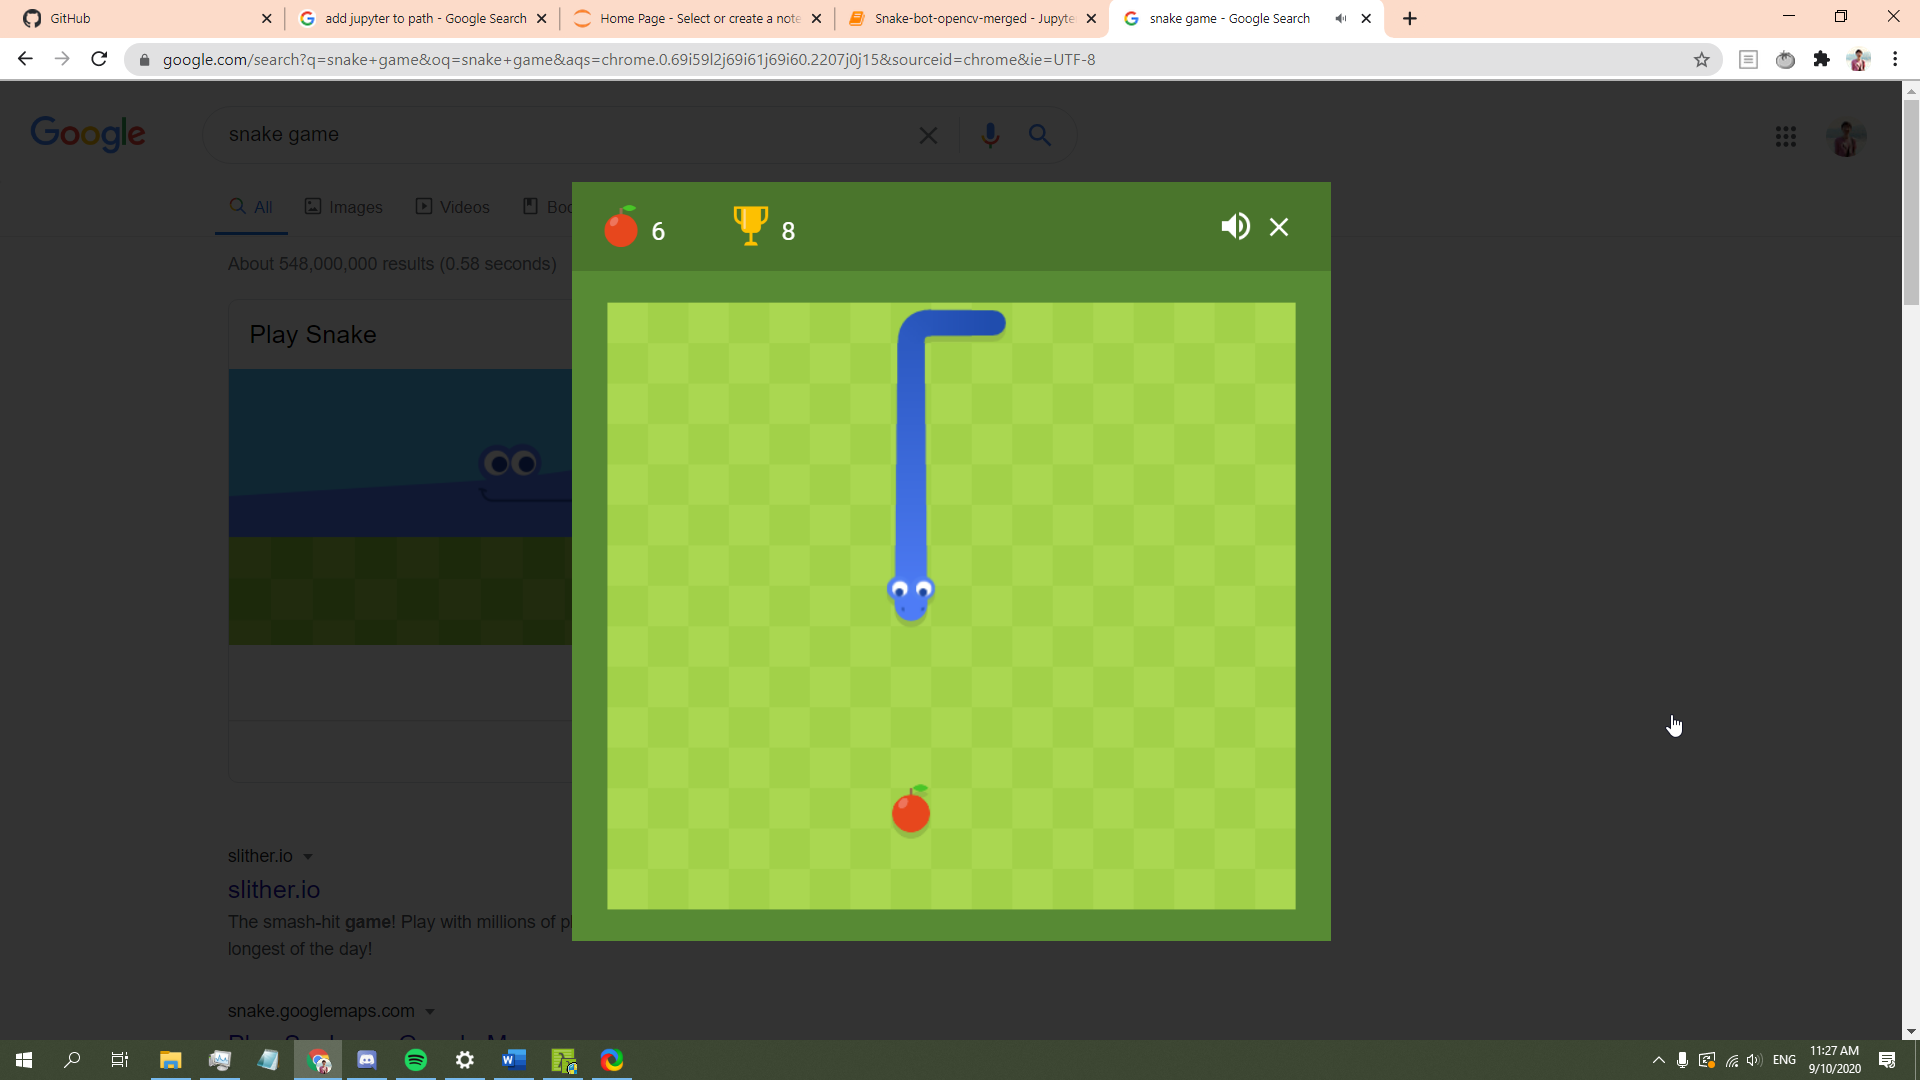 GitHub
add jupyter to path - Google Search
Home Page - Select or create a note
Snake-bot-opencv-merged - Jupyte
snake game - Google Search
google.com/search?q=snake+game&oq=snake+game&aqs=chrome.0.69i59l2j69i61j69i60.2207j0j15&sourceid=chrome&ie=UTF-8
Google
snake game
All
Images
Videos
Boo
6
8
About 548,000,000 results (0.58 seconds)
Play Snake
slither.io
slither.io
The smash-hit game! Play with millions of p
longest of the day!
snake.googlemaps.com
ENG
11:27 AM
9/10/2020